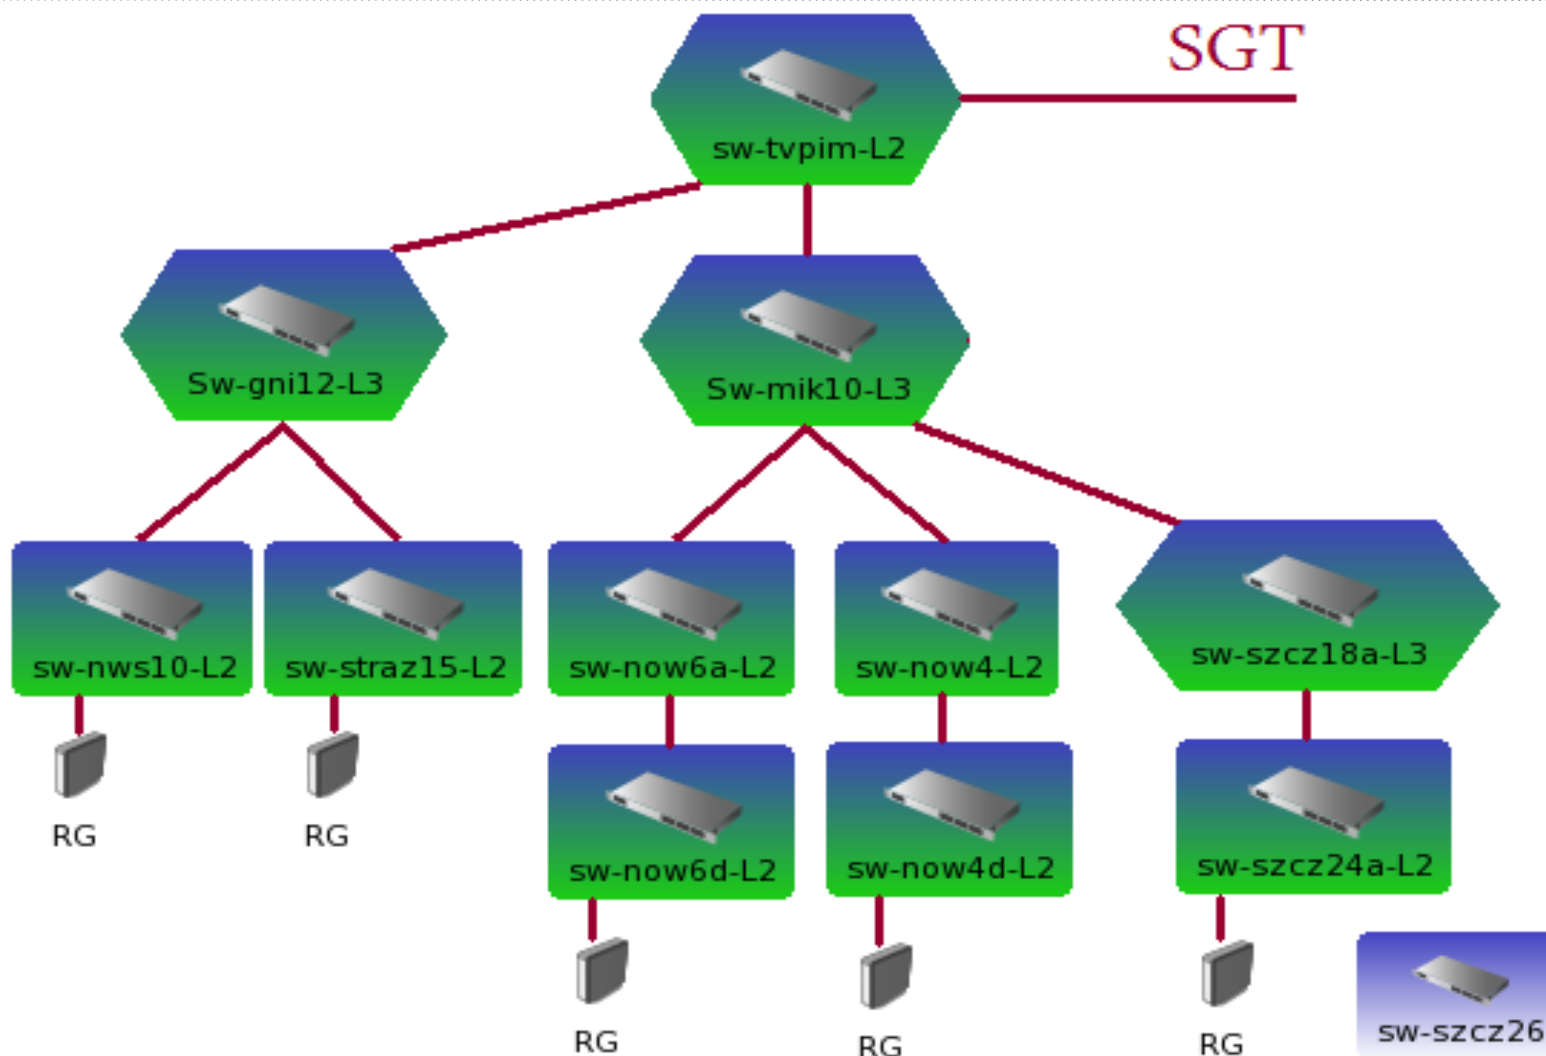 SGT
sw-tvpim-L2
Sw-gni12-L3
Sw-mik10-L3
sw-szcz18a-L3
sw-nws10-L2
sw-straz15-L2
sw-now6a-L2
sw-now4-L2
sw-now6d-L2
sw-now4d-L2
sw-szcz24a-L2
RG
RG
RG
RG
RG
sw-szcz26